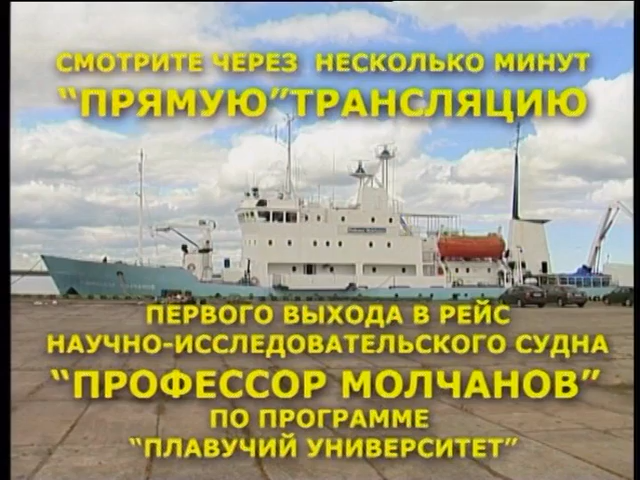 СМОТРИТЕ ЧЕРЕЗ НЕСКОЛЬКО МИНУТ
“ПРЯМУЮ” ТРАНСЛЯЦИЮ
ПЕРВОГО ВЫХОДА В РЕЙС
НАУЧНО-ИССЛЕДОВАТЕЛЬСКОГО СУДНА
“ПРОФЕССОР МОЛЧАНОВ”
ПО ПРОГРАММЕ
“ПЛАВУЧИЙ УНИВЕРСИТЕТ”